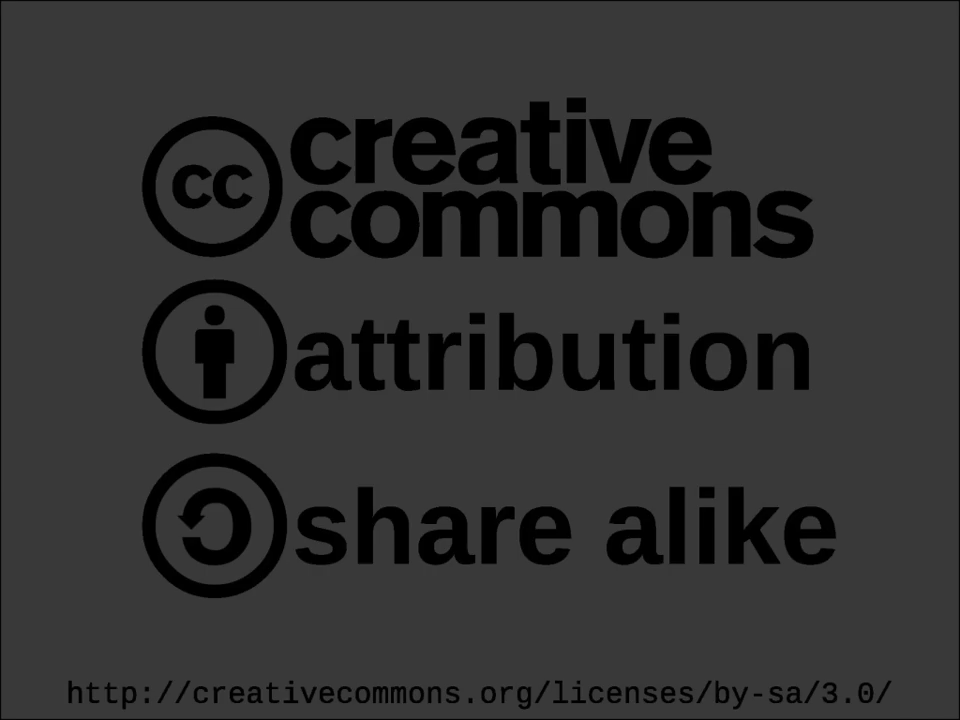 cc creative
commons
attribution
share alike
http://creativecommons.org/licenses/by-sa/3.0/